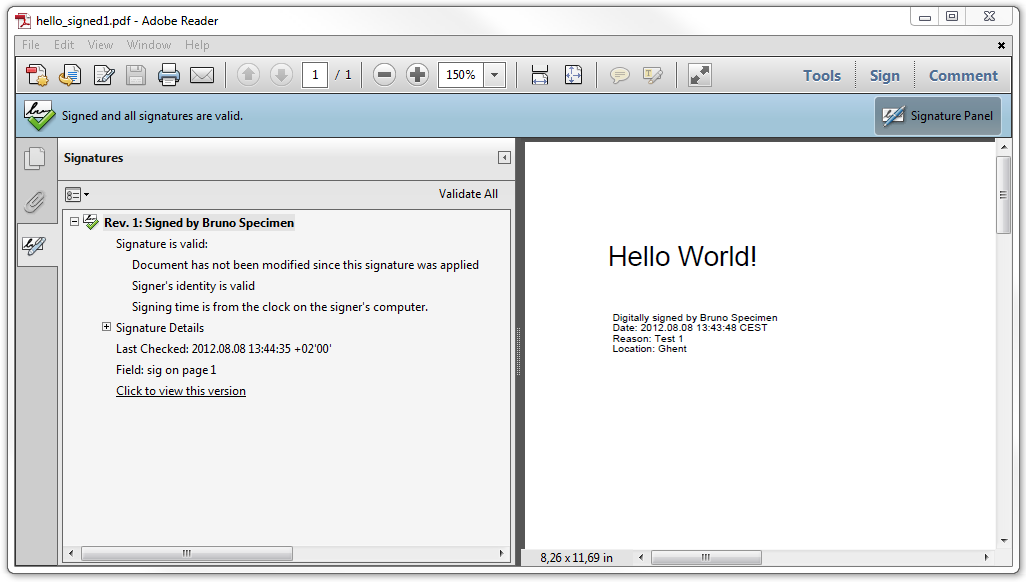 hello_signed1.pdf - Adobe Reader
File Edit View Window Help
1 / 1 150% Tools Sign Comment
Signed and all signatures are valid. Signature Panel
Signatures
Validate All
Rev. 1: Signed by Bruno Specimen
Signature is valid:
Document has not been modified since this signature was applied
Signer's identity is valid
Signing time is from the clock on the signer's computer.
Signature Details
Last Checked: 2012.08.08 13:44:35 +02'00'
Field: sig on page 1
Click to view this version
Hello World!
Digitally signed by Bruno Specimen
Date: 2012.08.08 13:43:48 CEST
Reason: Test 1
Location: Ghent
8,26 x 11,69 in